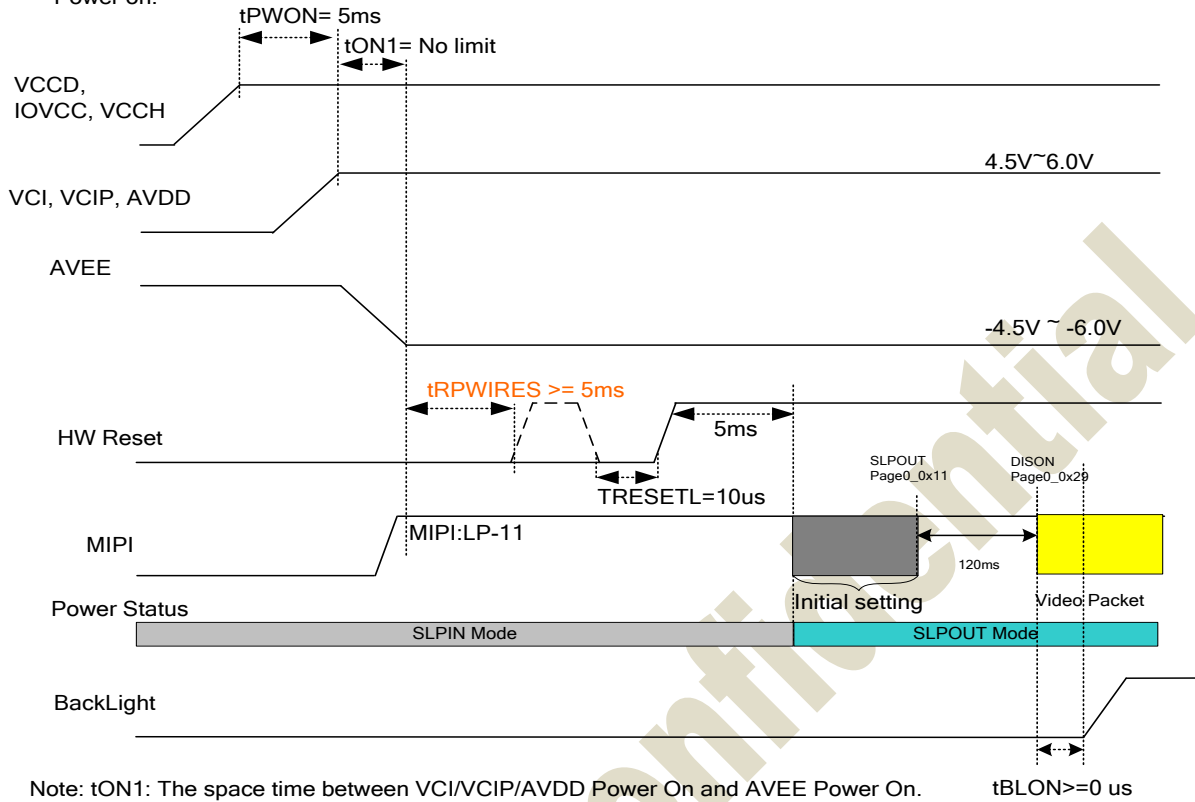 Power on:
tPWON= 5ms
tON1= No limit
VCCD,
IOVCC, VCCH
4.5V~6.0V
VCI, VCIP, AVDD
AVEE
-4.5V ~ -6.0V
tRPWIRES >= 5ms
5ms
HW Reset
SLPOUT
Page0_0x11
DISON
Page0_0x29
TRESETL=10us
MIPI:LP-11
MIPI
120ms
Initial setting
Video Packet
Power Status
SLPIN Mode
SLPOUT Mode
BackLight
Note: tON1: The space time between VCI/VCIP/AVDD Power On and AVEE Power On.
tBLON>=0 us
onfidential